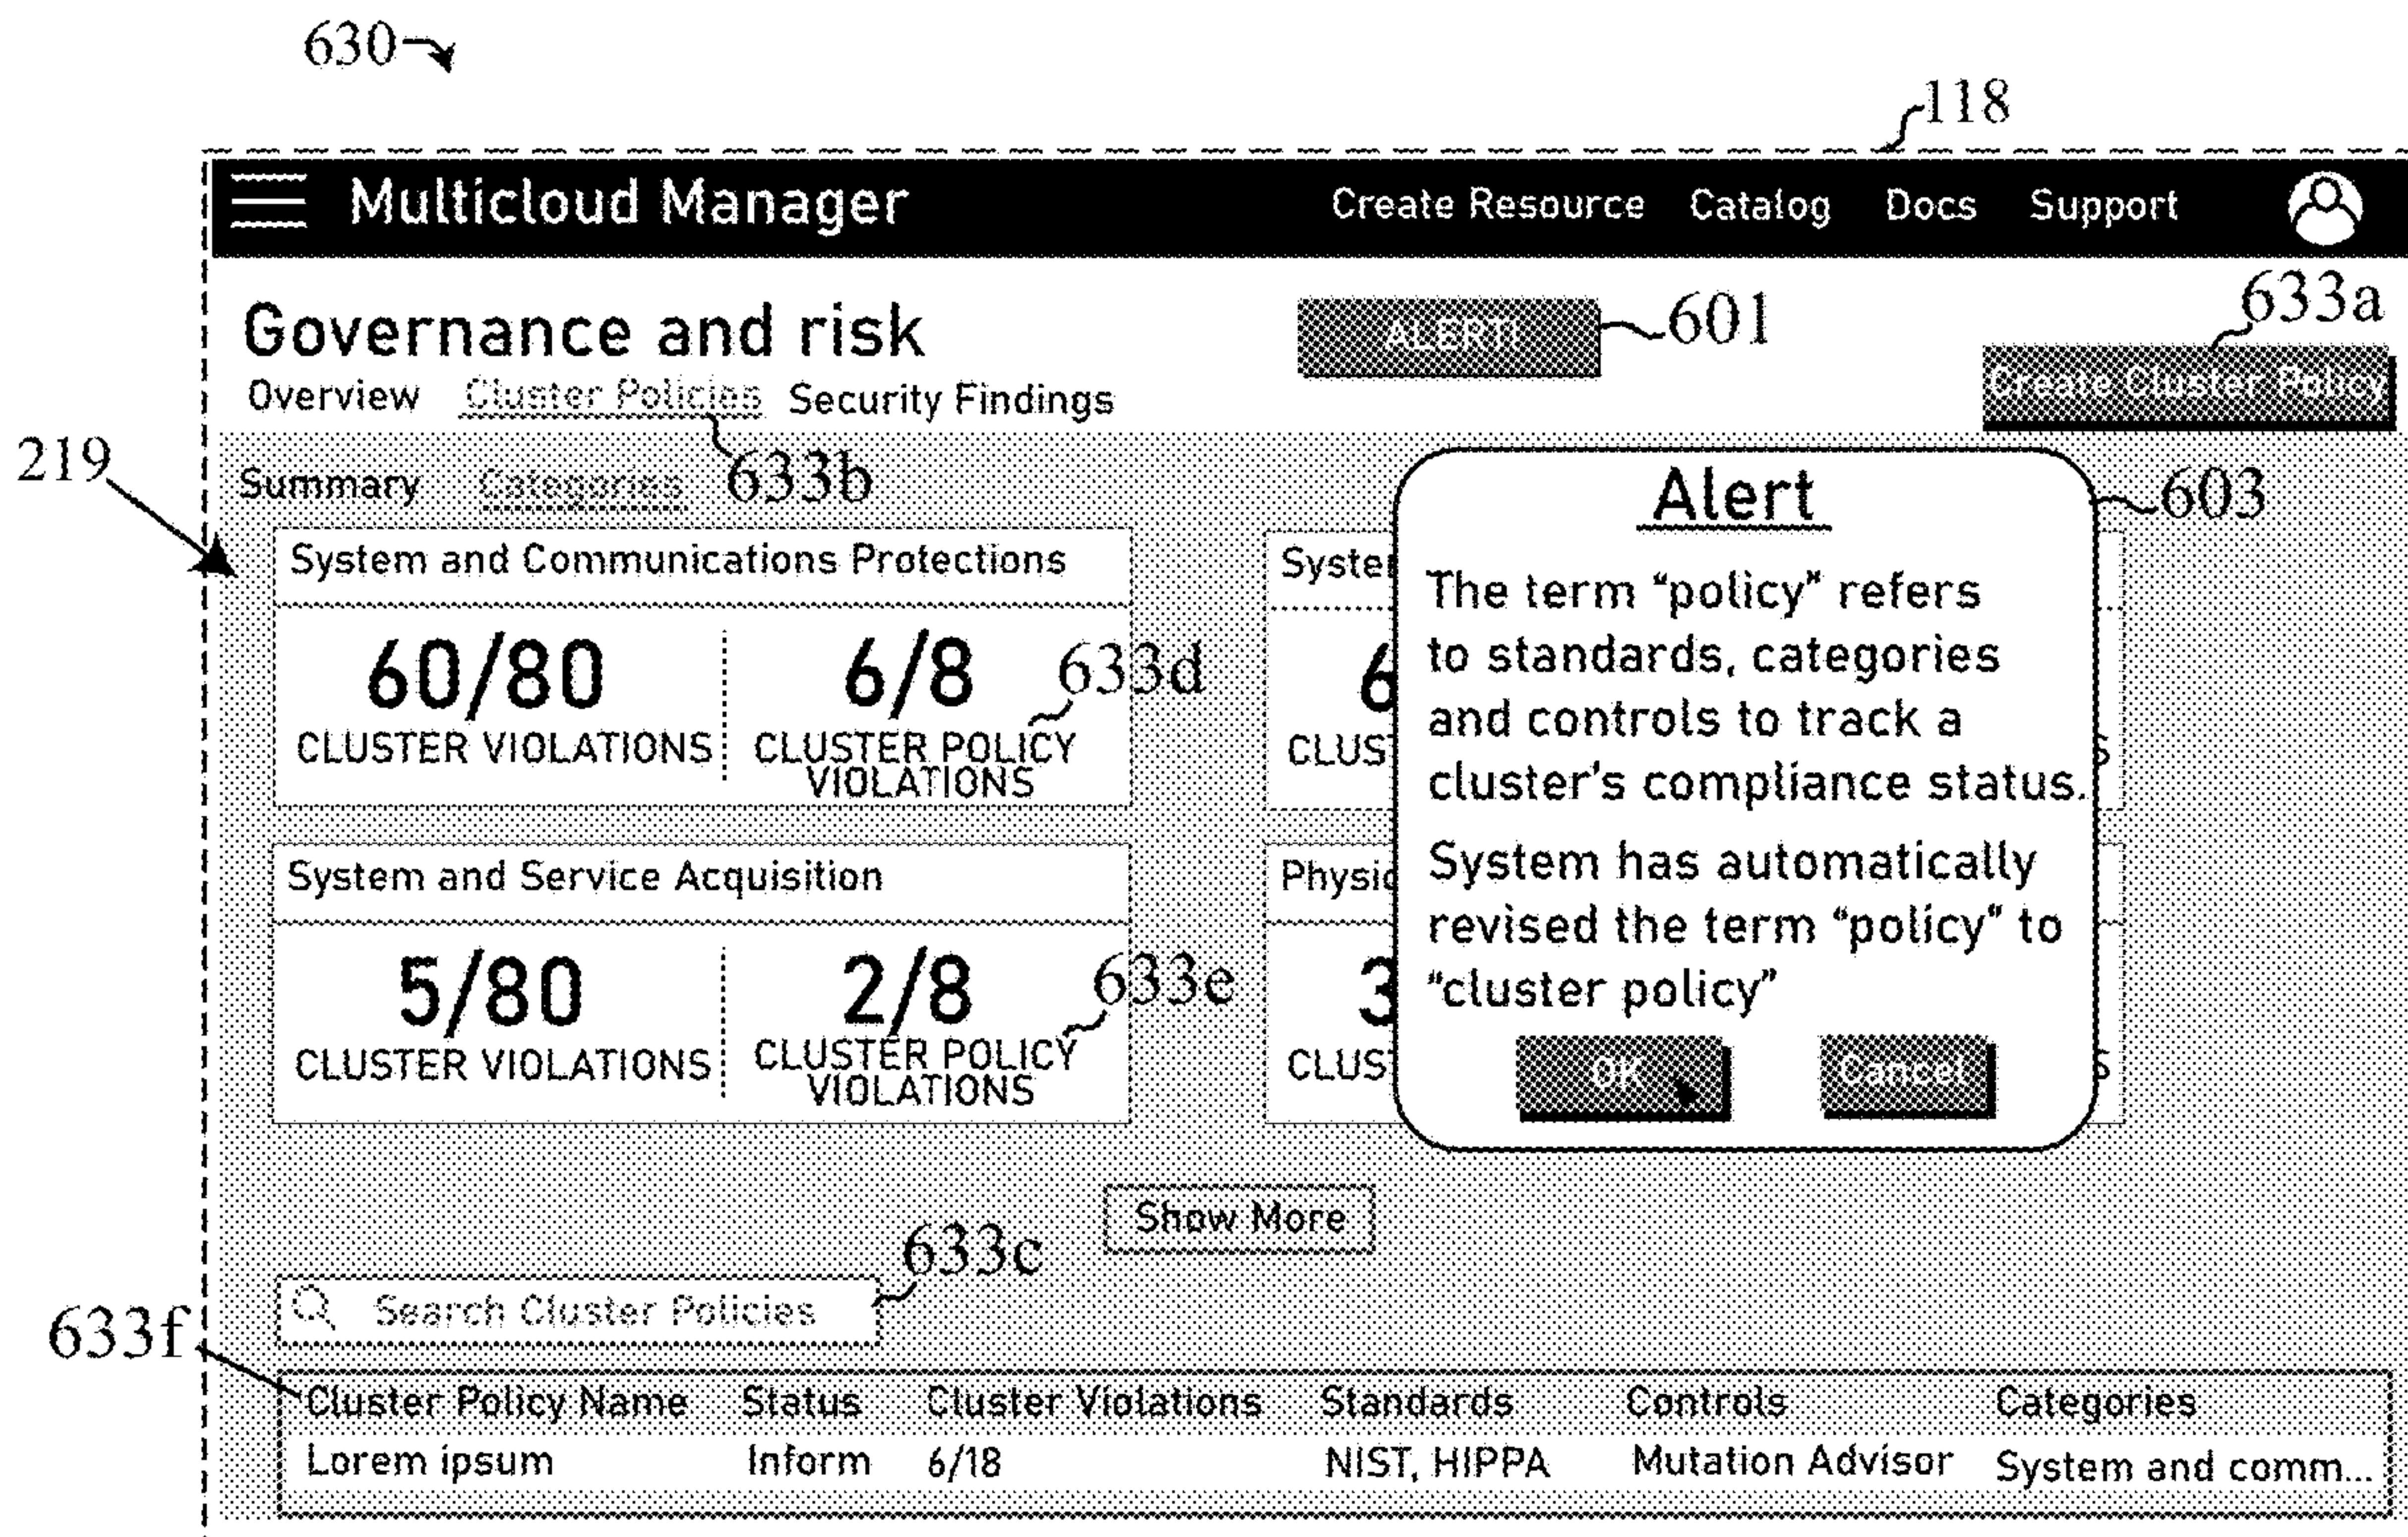 630
118
Multicloud Manager Create Resource Catalog Docs Support
Governance and risk ALERT! 601 633a
Create Cluster Policy
Overview Cluster Policies Security Findings
219
Summary Categories 633b
Alert 603
System and Communications Protections
The term “policy” refers
to standards, categories
and controls to track a
cluster’s compliance status.
System has automatically
revised the term “policy” to
“cluster policy”
OK Cancel
60/80 6/8 633d
CLUSTER VIOLATIONS CLUSTER POLICY
VIOLATIONS
System and Service Acquisition
5/80 2/8 633e
CLUSTER VIOLATIONS CLUSTER POLICY
VIOLATIONS
Show More
633c
Search Cluster Policies
633f
Cluster Policy Name Status Cluster Violations Standards Controls Categories
Lorem ipsum Inform 6/18 NIST, HIPPA Mutation Advisor System and comm...